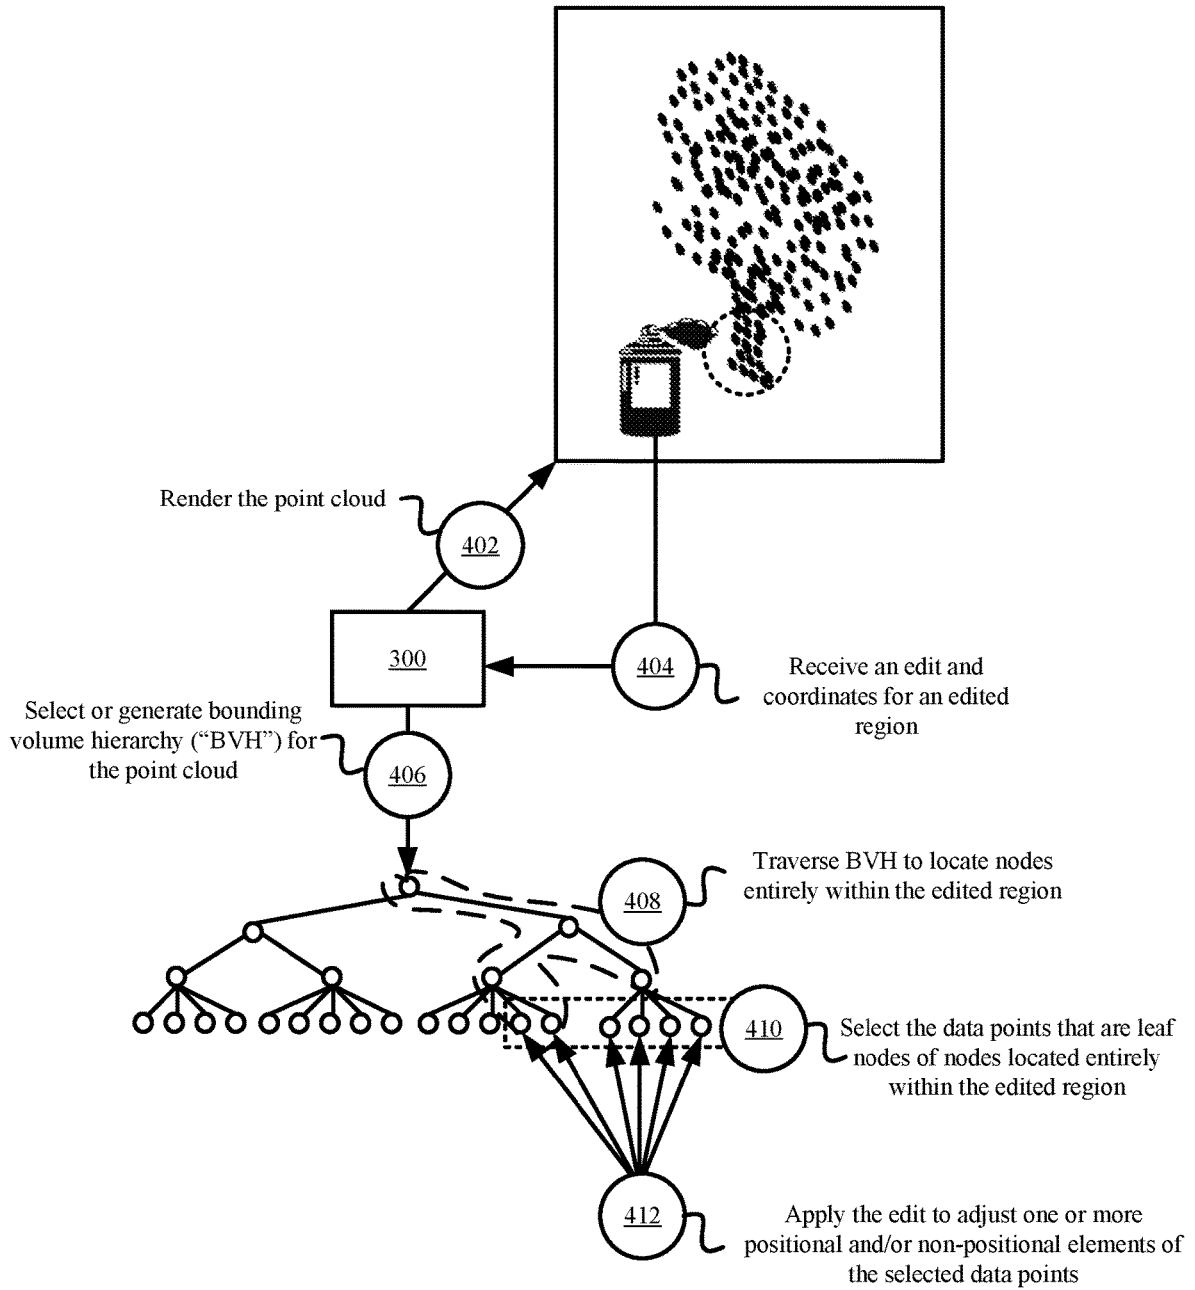 Render the point cloud
402
300
404
Receive an edit and
coordinates for an edited
region
Select or generate bounding
volume hierarchy (“BVH”) for
the point cloud
406
Traverse BVH to locate nodes
entirely within the edited region
408
410
Select the data points that are leaf
nodes of nodes located entirely
within the edited region
412
Apply the edit to adjust one or more
positional and/or non-positional elements of
the selected data points